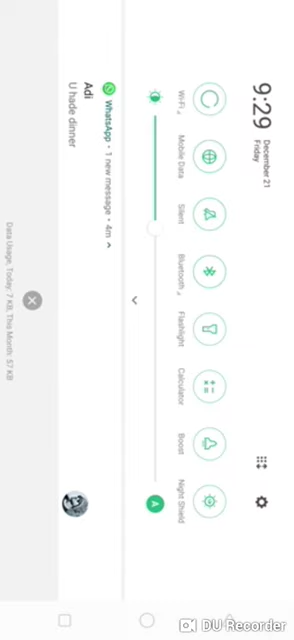 9:29
December 21
Friday
Wi-Fi
Mobile Data
Silent
Bluetooth
Flashlight
Calculator
Boost
Night Shield
A
WhatsApp • 1 new message • 4m
Adi
U hade dinner
Data Usage, Today: 7 KB, This Month: 57 KB
DU Recorder